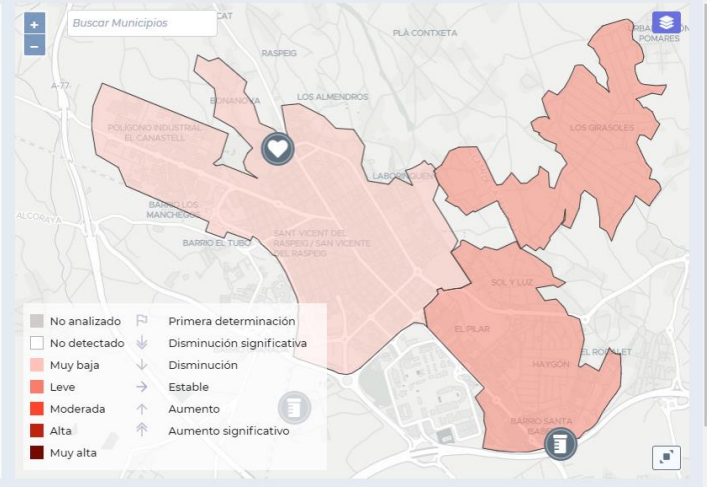 +
−
Buscar Municipios
CAT
PLÀ CONTXETA
POMARES
RASPEIG
A-77
LOS ALMENDROS
BONANOVA
POLÍGONO INDUSTRIAL
EL CANASTELL
LOS GIRASOLES
BARRIO LOS
MANCHEGOS
ALCORAYA
BARRIO EL TUBO
SANT VICENT DEL
RASPEIG / SAN VICENTE
DEL RASPEIG
SOL Y LUZ
EL PILAR
HAYGÓN
BARRIO SANTA
ISABEL
No analizado
Primera determinación
No detectado
Disminución significativa
Muy baja
Disminución
Leve
Estable
Moderada
Aumento
Alta
Aumento significativo
Muy alta